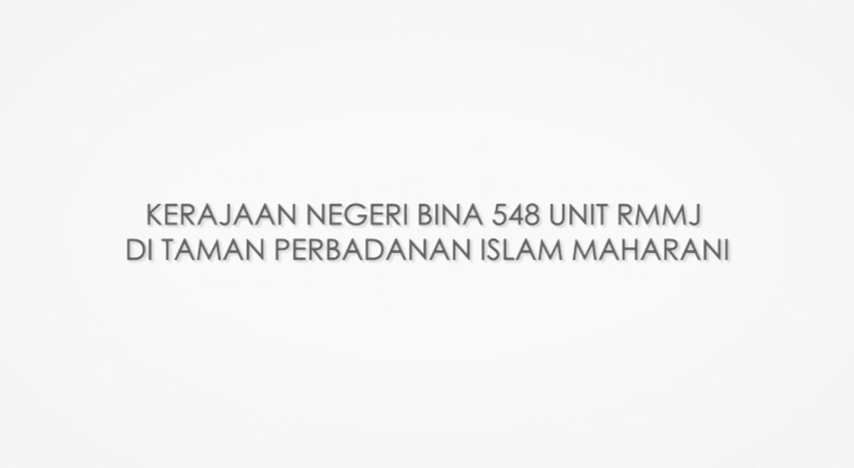 KERAJAAN NEGERI BINA 548 UNIT RMMJ
DI TAMAN PERBADANAN ISLAM MAHARANI